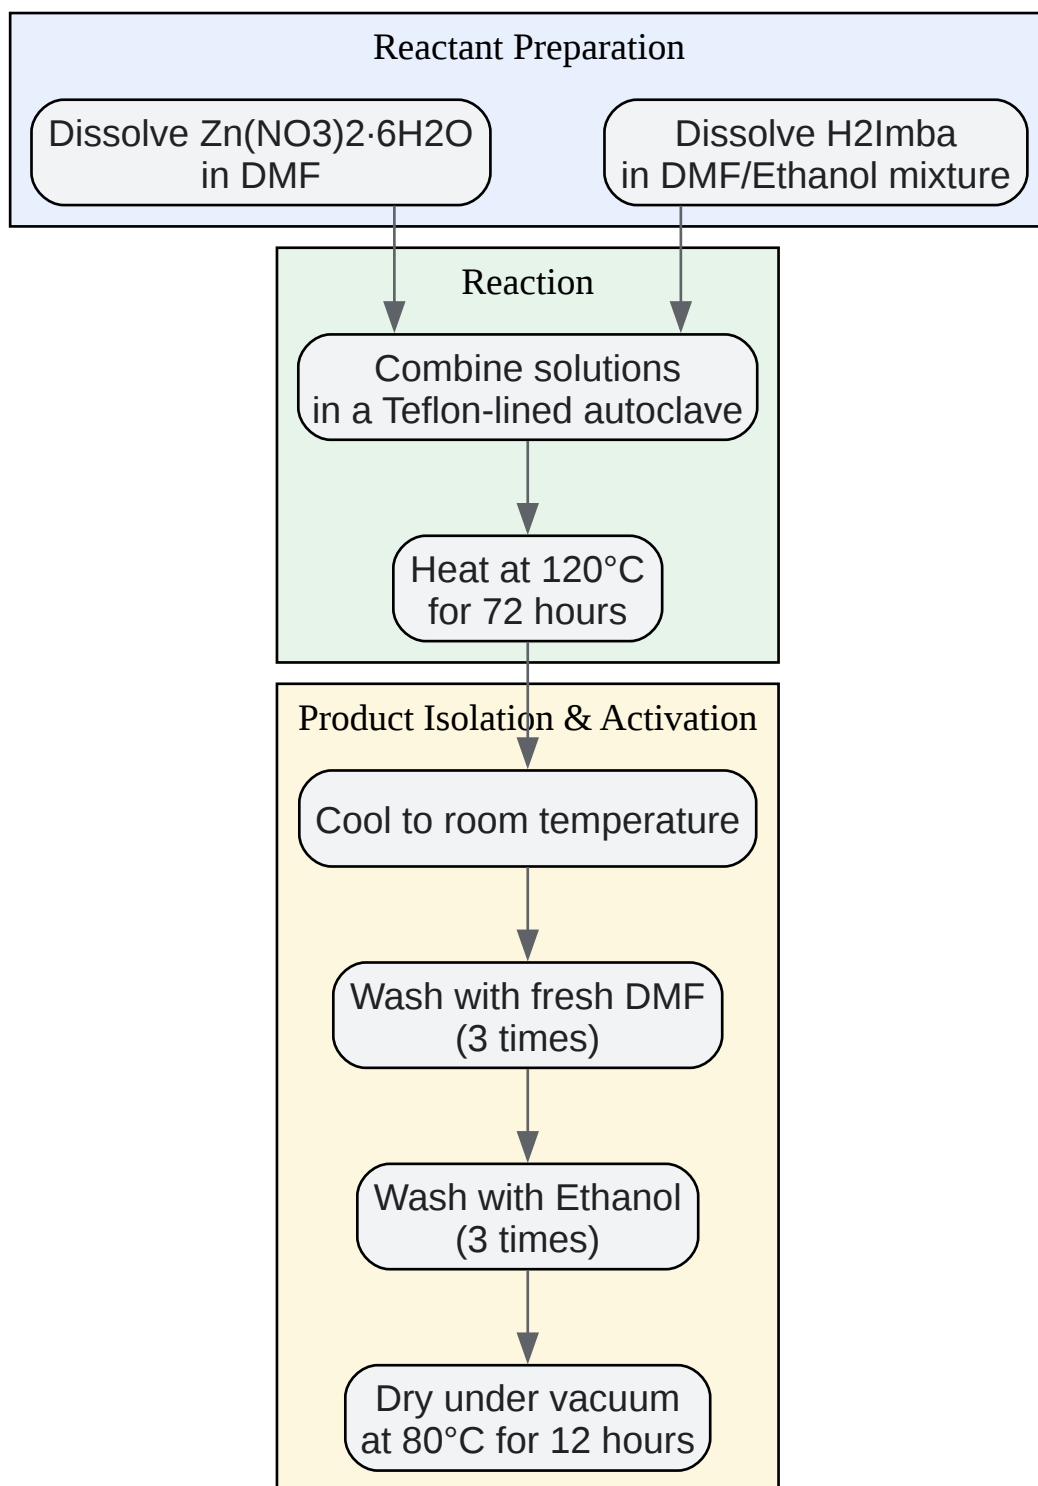 Reactant Preparation
Dissolve Zn(NO3)2·6H2O
in DMF
Dissolve H2Imba
in DMF/Ethanol mixture
Reaction
Combine solutions
in a Teflon-lined autoclave
Heat at 120°C
for 72 hours
Product Isolation & Activation
Cool to room temperature
Wash with fresh DMF
(3 times)
Wash with Ethanol
(3 times)
Dry under vacuum
at 80°C for 12 hours